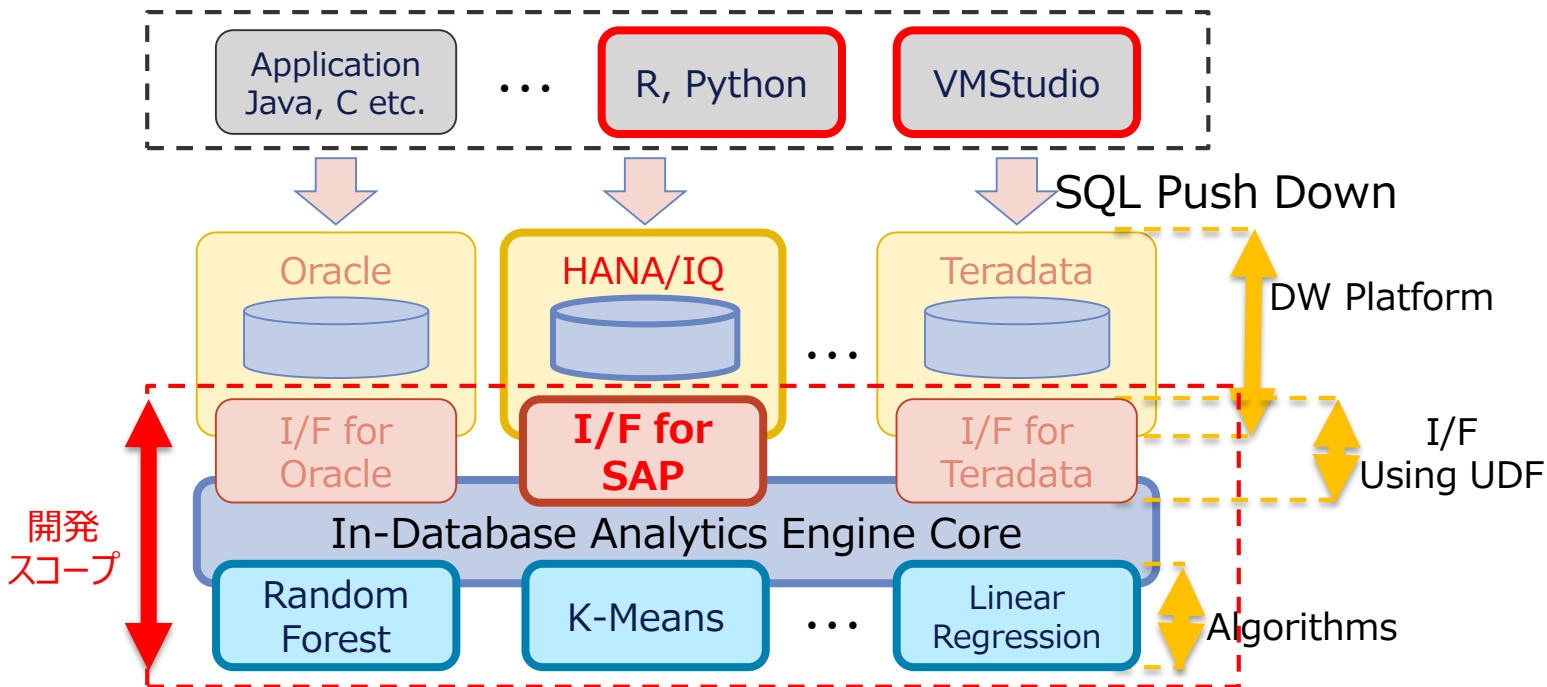 Application
Java, C etc.
...
R, Python
VMStudio
SQL Push Down
Oracle
HANA/IQ
...
Teradata
DW Platform
I/F for
Oracle
I/F for
SAP
I/F for
Teradata
I/F
Using UDF
開発
スコープ
In-Database Analytics Engine Core
Random
Forest
K-Means
...
Linear
Regression
Algorithms